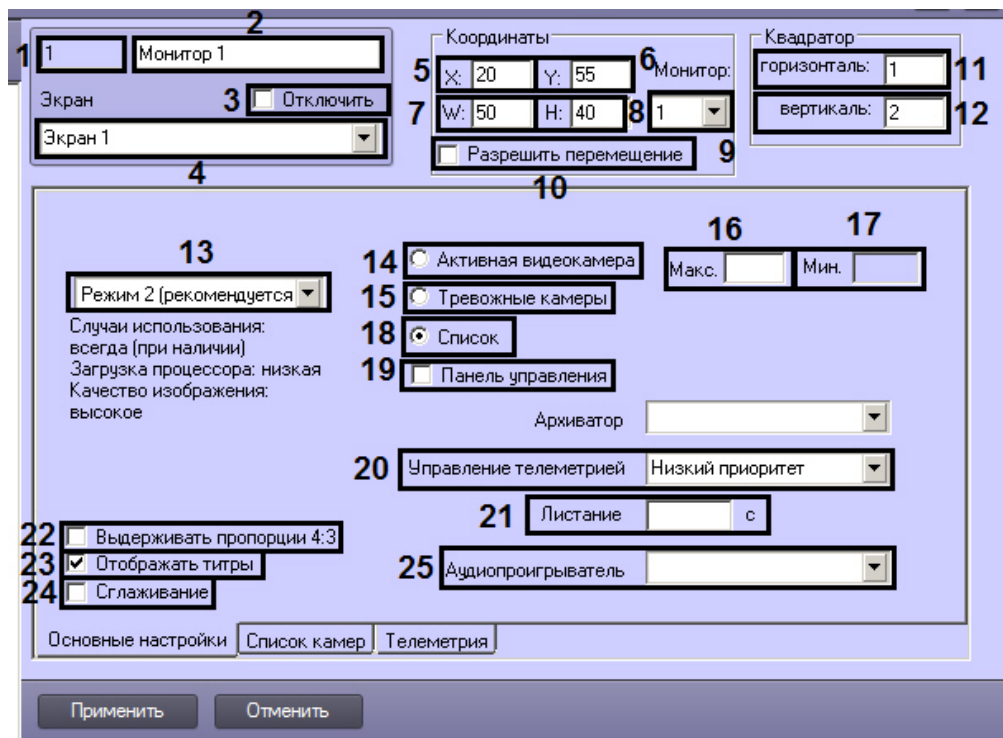 1 2
1 Монитор 1
Экран 3 Отключить
Экран 1
4
Координаты
5 X: 20 Y: 55 6 Монитор:
7 W: 50 H: 40 8 1
Разрешить перемещение 9
10
Квадратор
горизонталь: 1 11
вертикаль: 2 12
13
Режим 2 (рекомендуется
Случаи использования:
всегда (при наличии)
Загрузка процессора: низкая
Качество изображения:
высокое
14 Активная видеокамера
15 Тревожные камеры
16 17
Макс. Мин.
18 Список
19 Панель управления
Архиватор
20 Управление телеметрией Низкий приоритет
21 Листание с
22 Выдерживать пропорции 4:3
23 Отображать титры
24 Сглаживание
25 Аудиопроигрыватель
Основные настройки Список камер Телеметрия
Применить Отменить